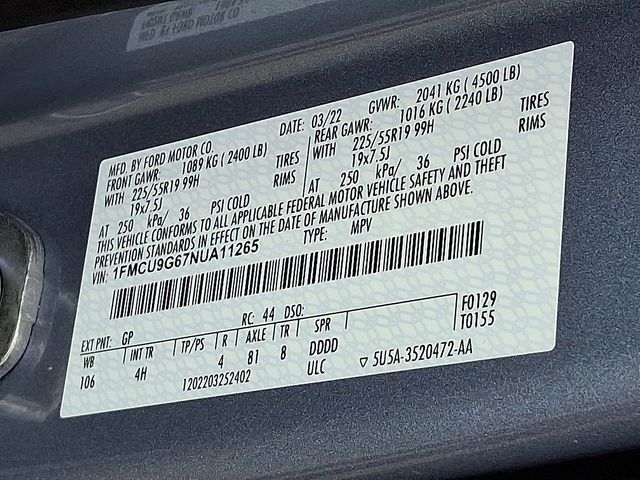 MFD. BY FORD MOTOR CO. DATE: 03/22 GVWR: 2041 KG ( 4500 LB)
FRONT GAWR: 1089 KG ( 2400 LB) REAR GAWR: 1016 KG ( 2240 LB)
WITH 225/55R19 99H TIRES WITH 225/55R19 99H TIRES
19x7.5J RIMS 19x7.5J RIMS
AT 250 kPa/ 36 PSI COLD AT 250 kPa/ 36 PSI COLD
THIS VEHICLE CONFORMS TO ALL APPLICABLE FEDERAL MOTOR VEHICLE SAFETY AND THEFT
PREVENTION STANDARDS IN EFFECT ON THE DATE OF MANUFACTURE SHOWN ABOVE.
VIN: 1FMCU9G67NUA11265 TYPE: MPV
EXT PNT: GP RC: 44 DSO: F0129
WB INT TR TP/PS R AXLE TR SPR T0155
106 4H 4 81 8 DDDD
1202203252402 ULC ▽ 5U5A-3520472-AA